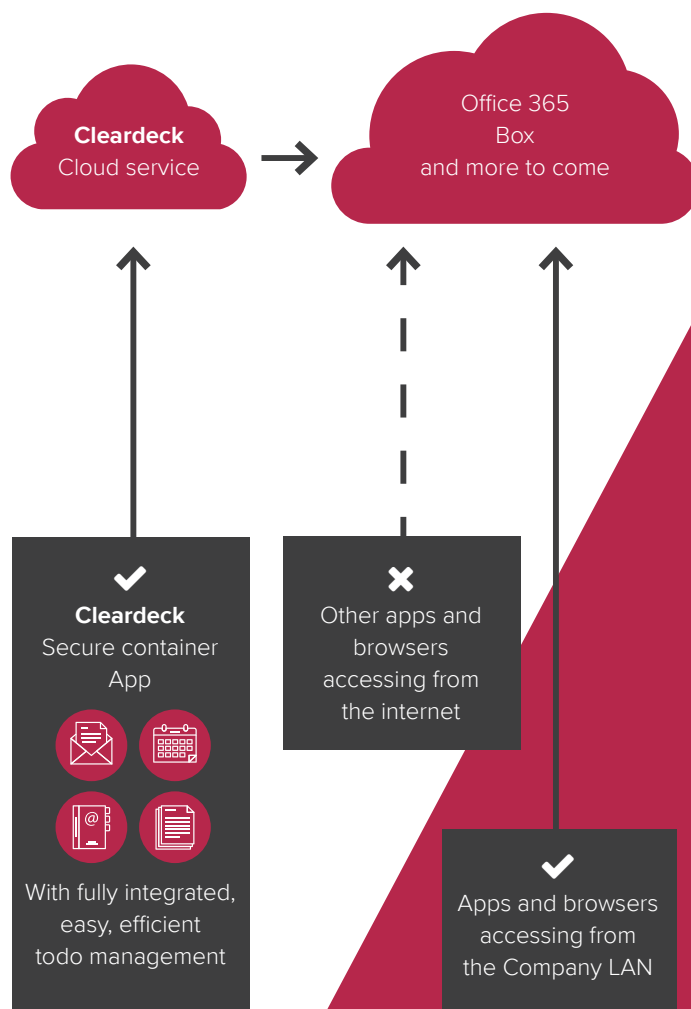 Cleardeck
Cloud service
Office 365
Box
and more to come
Cleardeck
Secure container
App
@
With fully integrated,
easy, efficient
todo management
Other apps and
browsers
accessing from
the internet
Apps and browsers
accessing from
the Company LAN